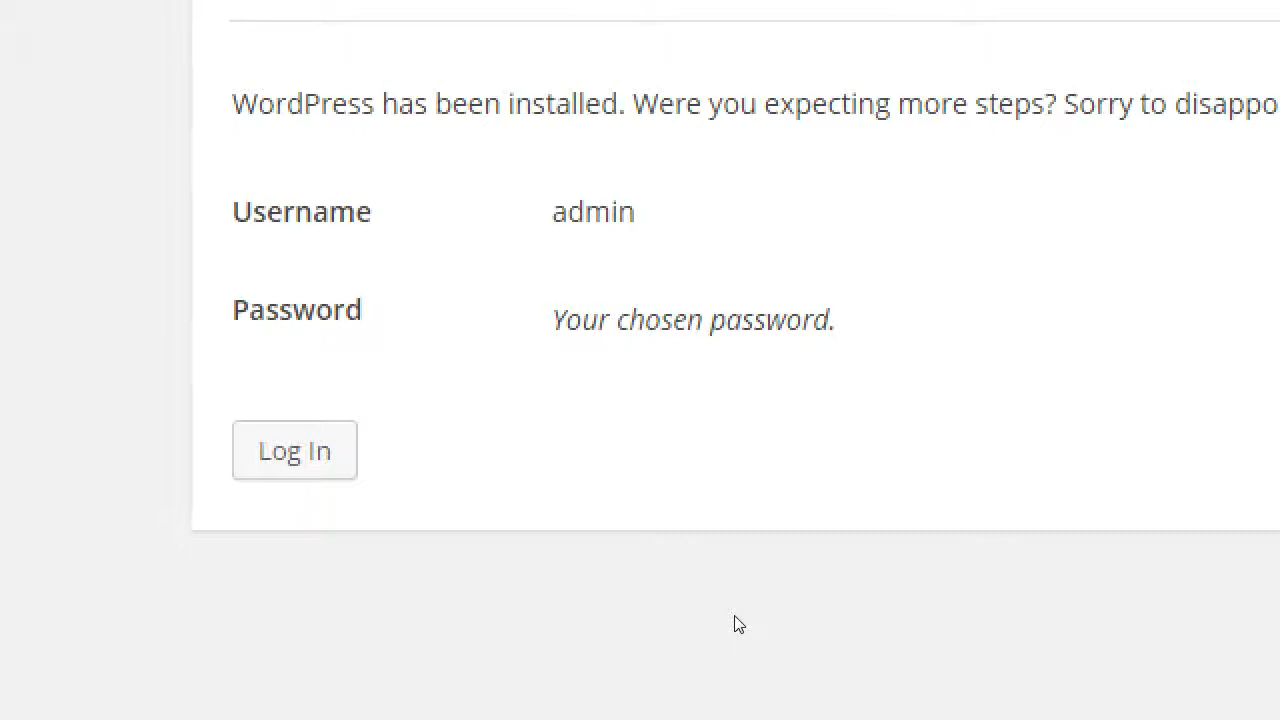 WordPress has been installed. Were you expecting more steps? Sorry to disappo
Username admin
Password Your chosen password.
Log In